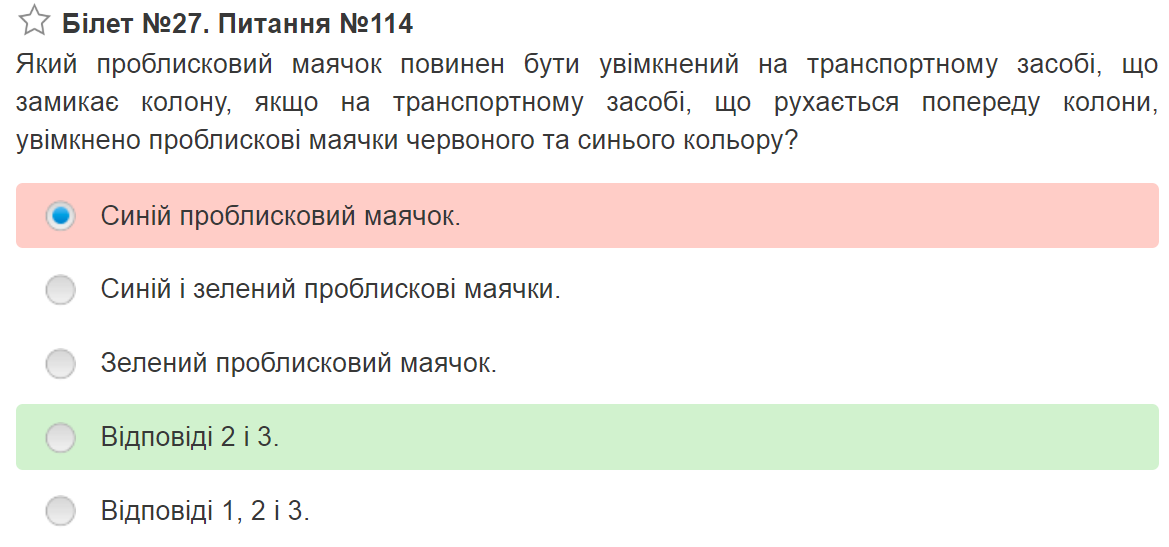 Білет №27. Питання №114
Який проблисковий маячок повинен бути увімкнений на транспортному засобі, що
замикає колону, якщо на транспортному засобі, що рухається попереду колони,
увімкнено проблискові маячки червоного та синього кольору?
Синій проблисковий маячок.
Синій і зелений проблискові маячки.
Зелений проблисковий маячок.
Відповіді 2 і 3.
Відповіді 1, 2 і 3.